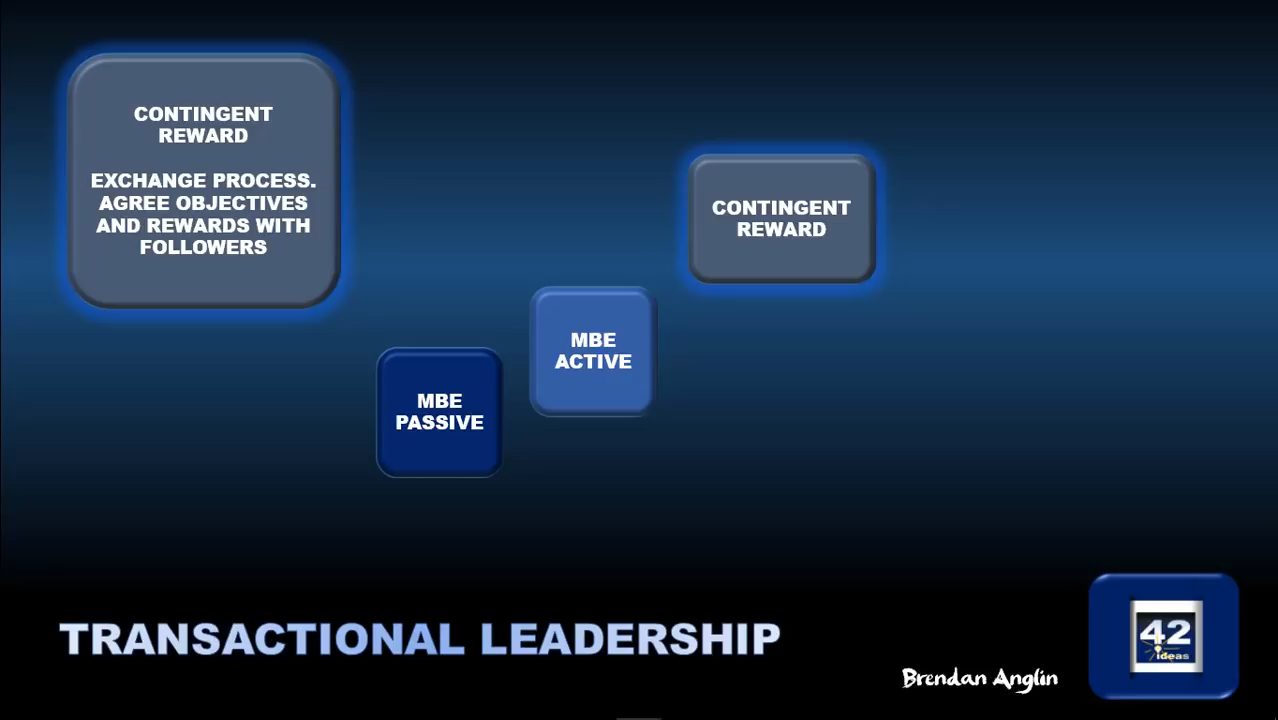 CONTINGENT
REWARD
EXCHANGE PROCESS.
AGREE OBJECTIVES
AND REWARDS WITH
FOLLOWERS
CONTINGENT
REWARD
MBE
ACTIVE
MBE
PASSIVE
TRANSACTIONAL LEADERSHIP
Brendan Anglin
42
ideas